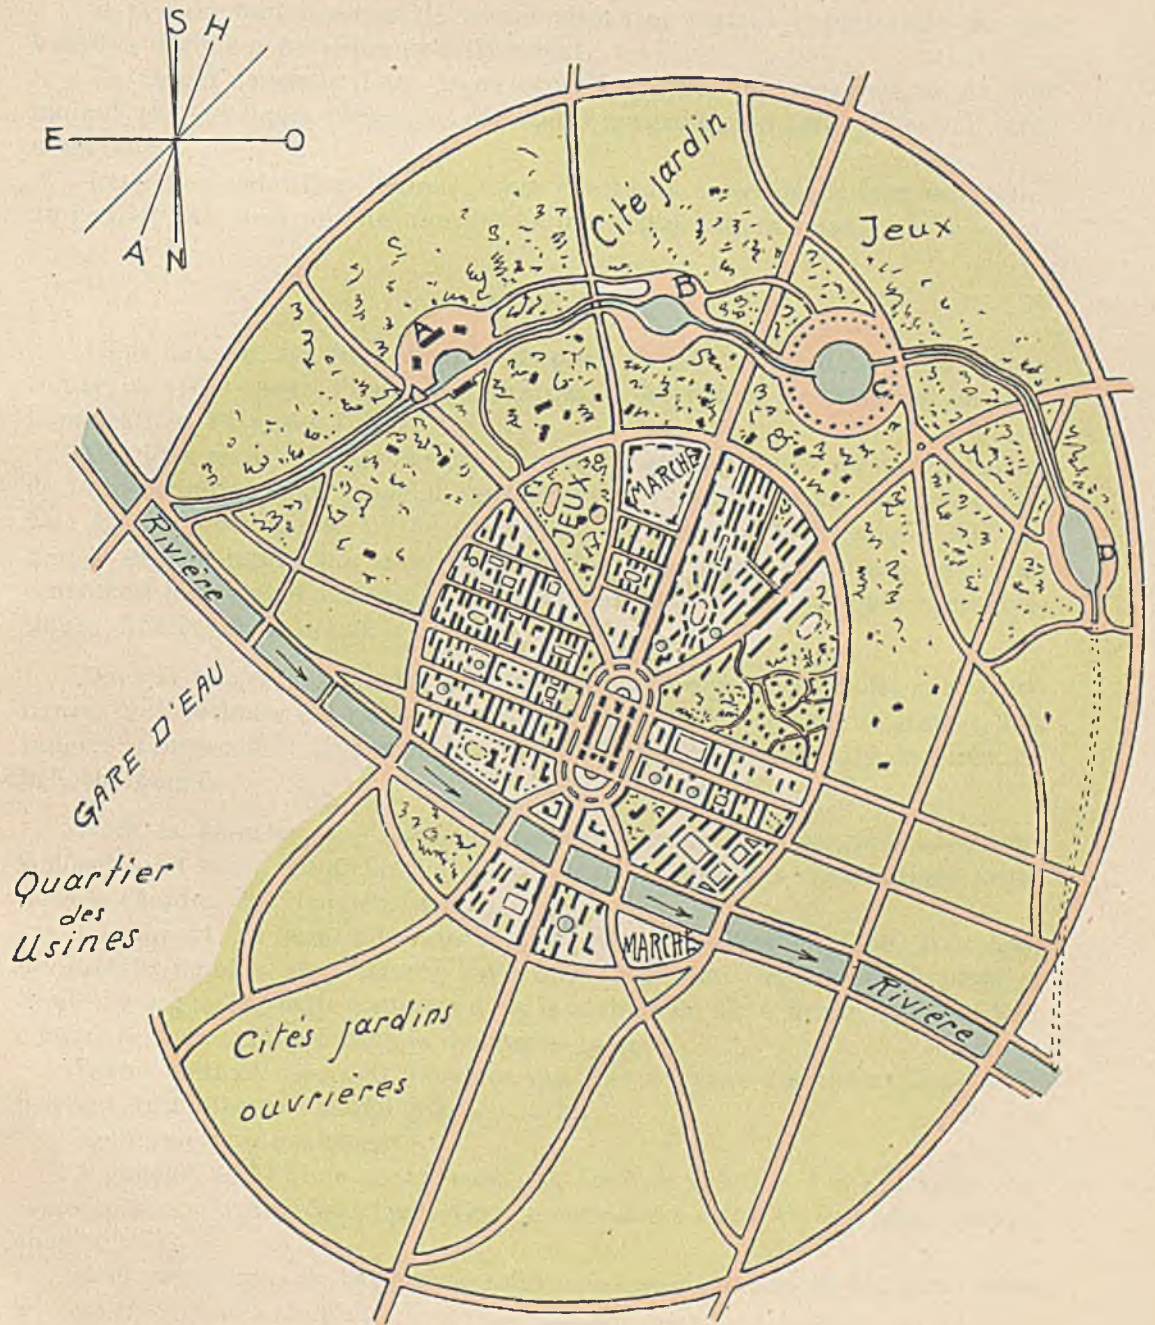 S H
E O
A N
Cité jardin
Jeux
A
B
C
D
MARCHÉ
JEUX
Rivière
GARE D'EAU
Quartier
des
Usines
MARCHÉ
Rivière
Cités jardins
ouvrières